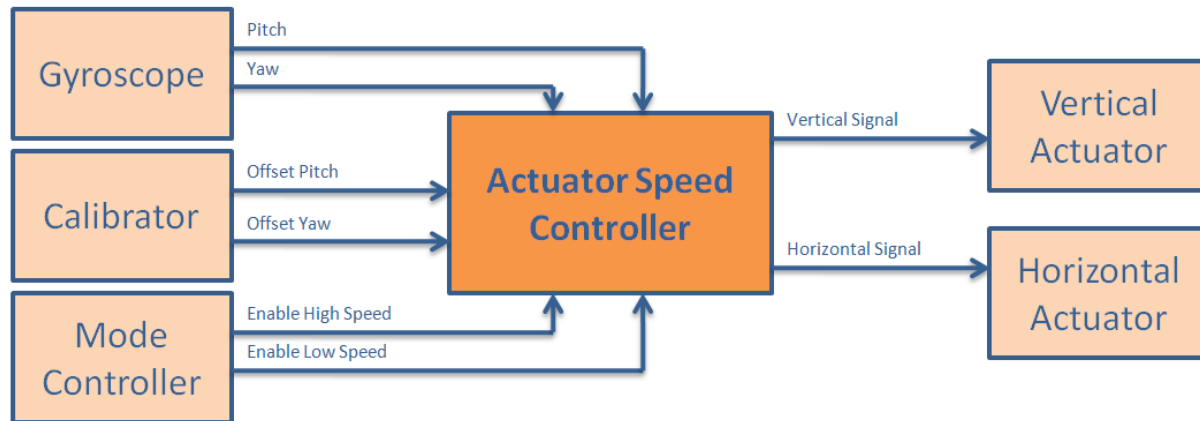 Gyroscope
Pitch
Yaw
Calibrator
Offset Pitch
Offset Yaw
Mode
Controller
Enable High Speed
Enable Low Speed
Actuator Speed
Controller
Vertical Signal
Horizontal Signal
Vertical
Actuator
Horizontal
Actuator